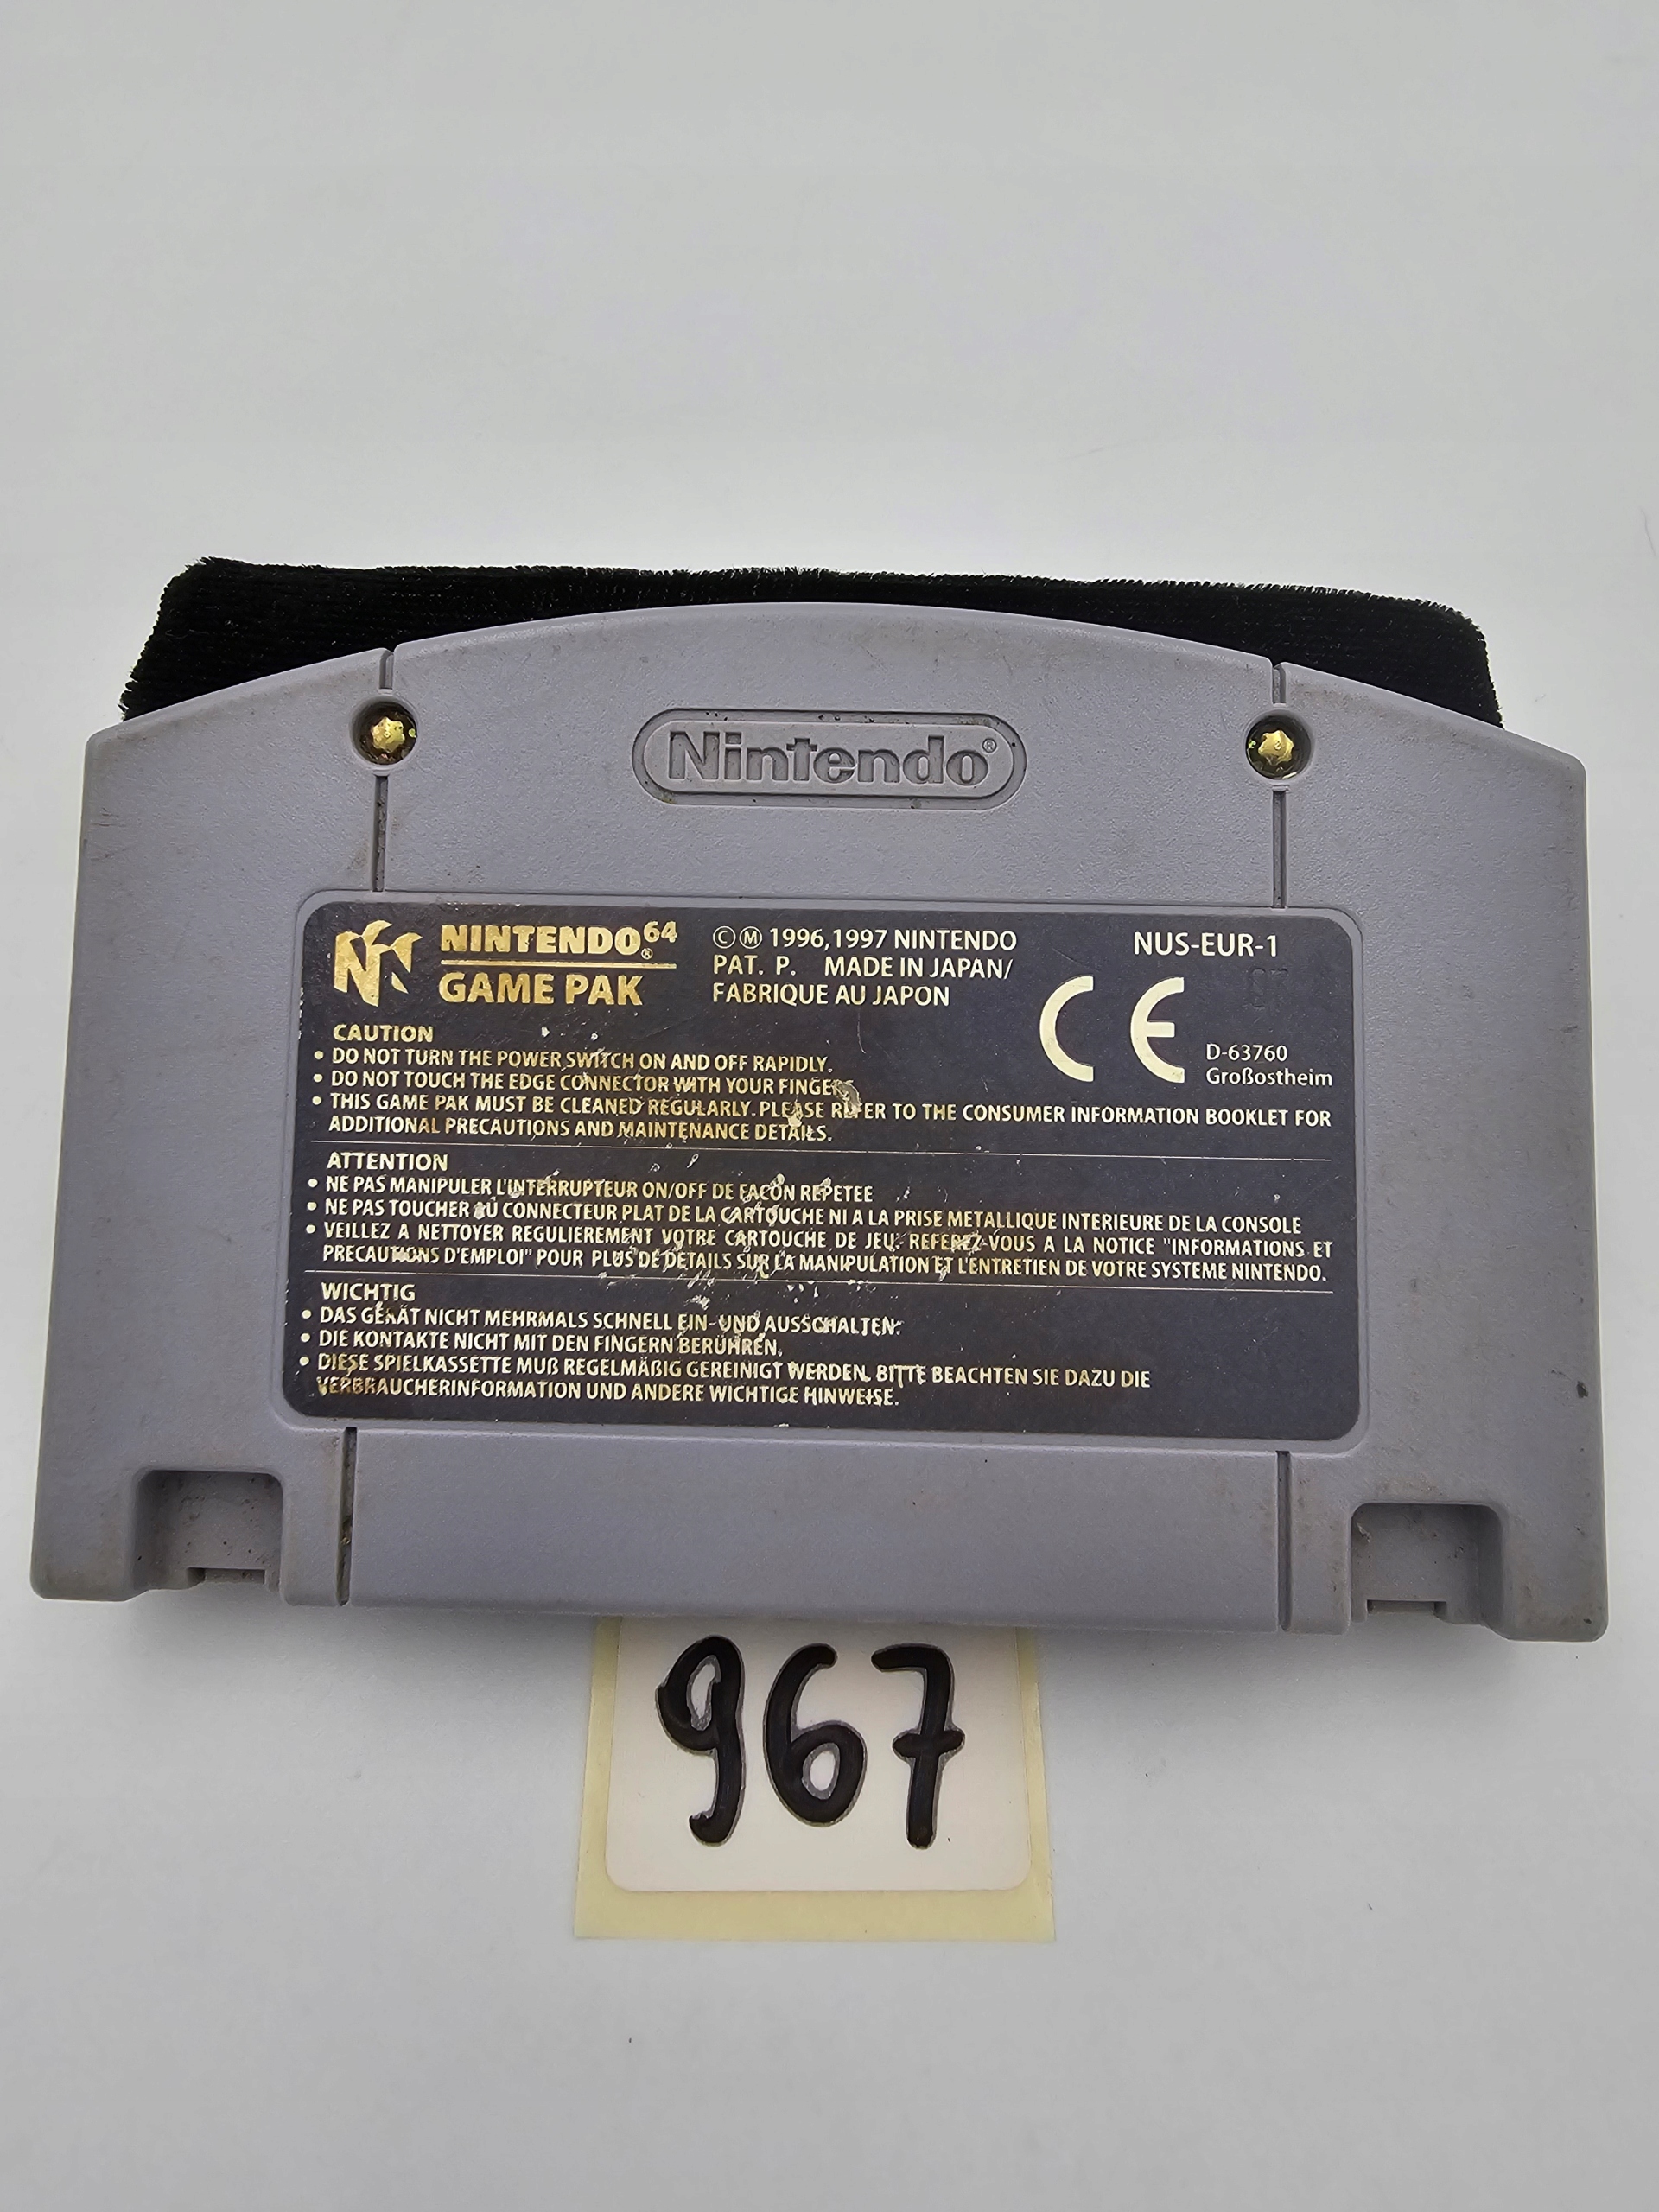 Nintendo®
NINTENDO64®
GAME PAK
©Ⓜ 1996,1997 NINTENDO
PAT. P. MADE IN JAPAN/
FABRIQUE AU JAPON
NUS-EUR-1
CE
D-63760
Großostheim
CAUTION
• DO NOT TURN THE POWER SWITCH ON AND OFF RAPIDLY.
• DO NOT TOUCH THE EDGE CONNECTOR WITH YOUR
• THIS GAME PAK MUST BE CLEANED REGULARLY. PLEASE REFER TO THE CONSUMER INFORMATION BOOKLET FOR
ADDITIONAL PRECAUTIONS AND MAINTENANCE DETAILS.
ATTENTION
• NE PAS MANIPULER L'INTERRUPTEUR ON/OFF DE FACON REPETEE
• NE PAS TOUCHER AU CONNECTEUR PLAT DE LA CARTOUCHE NI A LA PRISE METALLIQUE INTERIEURE DE LA CONSOLE
• VEILLEZ A NETTOYER REGULIEREMENT VOTRE CARTOUCHE DE JEU. REFEREZ-VOUS A LA NOTICE "INFORMATIONS ET
PRECAUTIONS D'EMPLOI" POUR PLUS DE DETAILS SUR LA MANIPULATION ET L'ENTRETIEN DE VOTRE SYSTEME NINTENDO.
WICHTIG
• DAS GERÄT NICHT MEHRMALS SCHNELL EIN- UND AUSSCHALTEN.
• DIE KONTAKTE NICHT MIT DEN FINGERN BERÜHREN.
• DIESE SPIELKASSETTE MUß REGELMÄßIG GEREINIGT WERDEN. BITTE BEACHTEN SIE DAZU DIE
VERBRAUCHERINFORMATION UND ANDERE WICHTIGE HINWEISE.
967